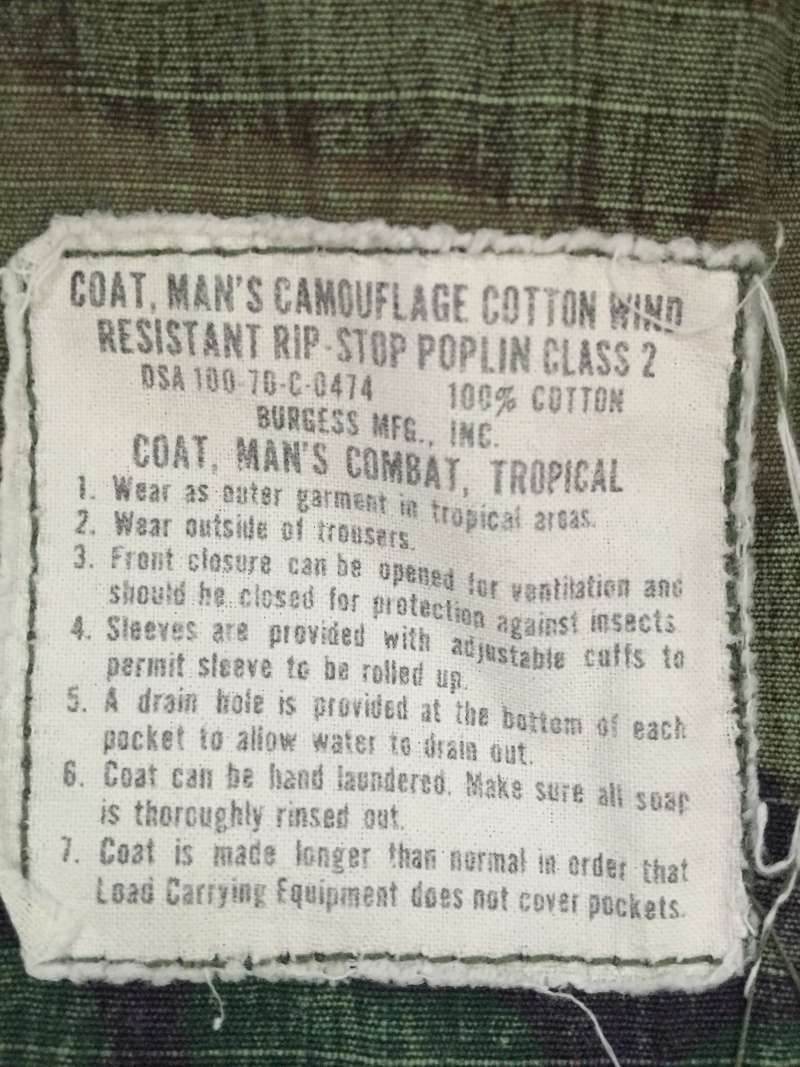 COAT, MAN'S CAMOUFLAGE COTTON WIND
RESISTANT RIP-STOP POPLIN CLASS 2
DSA 100-70-C-0474 100% COTTON
BURGESS MFG., INC.
COAT, MAN'S COMBAT, TROPICAL
1. Wear as outer garment in tropical areas.
2. Wear outside of trousers.
3. Front closure can be opened for ventilation and
should be closed for protection against insects
4. Sleeves are provided with adjustable cuffs to
permit sleeve to be rolled up.
5. A drain hole is provided at the bottom of each
pocket to allow water to drain out.
6. Coat can be hand laundered. Make sure all soap
is thoroughly rinsed out.
7. Coat is made longer than normal in order that
Load Carrying Equipment does not cover pockets.